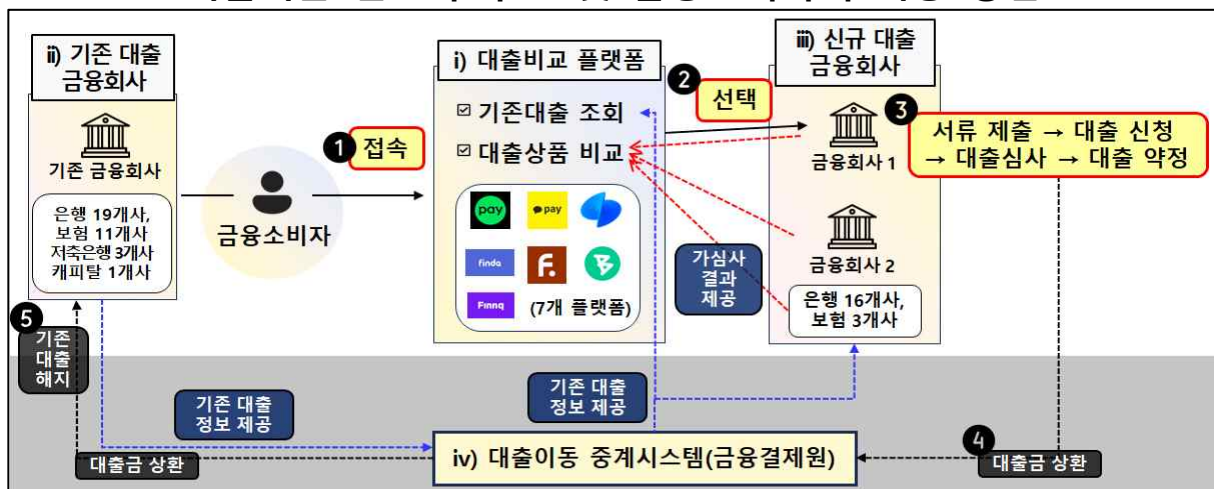 ⅱ) 기존 대출
금융회사
기존 금융회사
은행 19개사,
보험 11개사
저축은행 3개사
캐피탈 1개사
❶ 접속
금융소비자
ⅰ) 대출비교 플랫폼
☑ 기존대출 조회
☑ 대출상품 비교
pay
pay
finda
F.
Finnq
(7개 플랫폼)
❷ 선택
ⅲ) 신규 대출
금융회사
금융회사 1
금융회사 2
은행 16개사,
보험 3개사
❸ 서류 제출 → 대출 신청
→ 대출심사 → 대출 약정
가심사
결과
제공
❺ 기존
대출
해지
기존 대출
정보 제공
기존 대출
정보 제공
대출금 상환
ⅳ) 대출이동 중계시스템(금융결제원)
❹ 대출금 상환